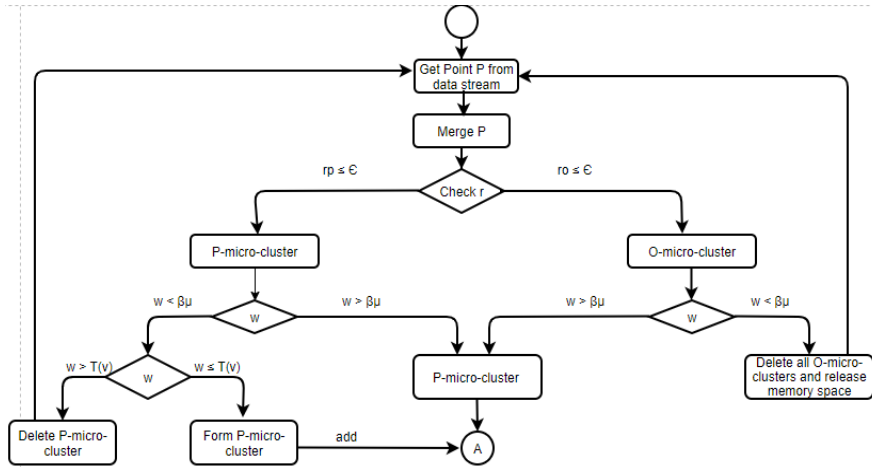 Get Point P from
data stream
Merge P
rp ≤ Є
ro ≤ Є
Check r
P-micro-cluster
O-micro-cluster
w < βμ
w > βμ
w > βμ
w < βμ
w
w
w > T(v)
w ≤ T(v)
w
P-micro-cluster
Delete all O-micro-
clusters and release
memory space
Delete P-micro-
cluster
Form P-micro-
cluster
add
A